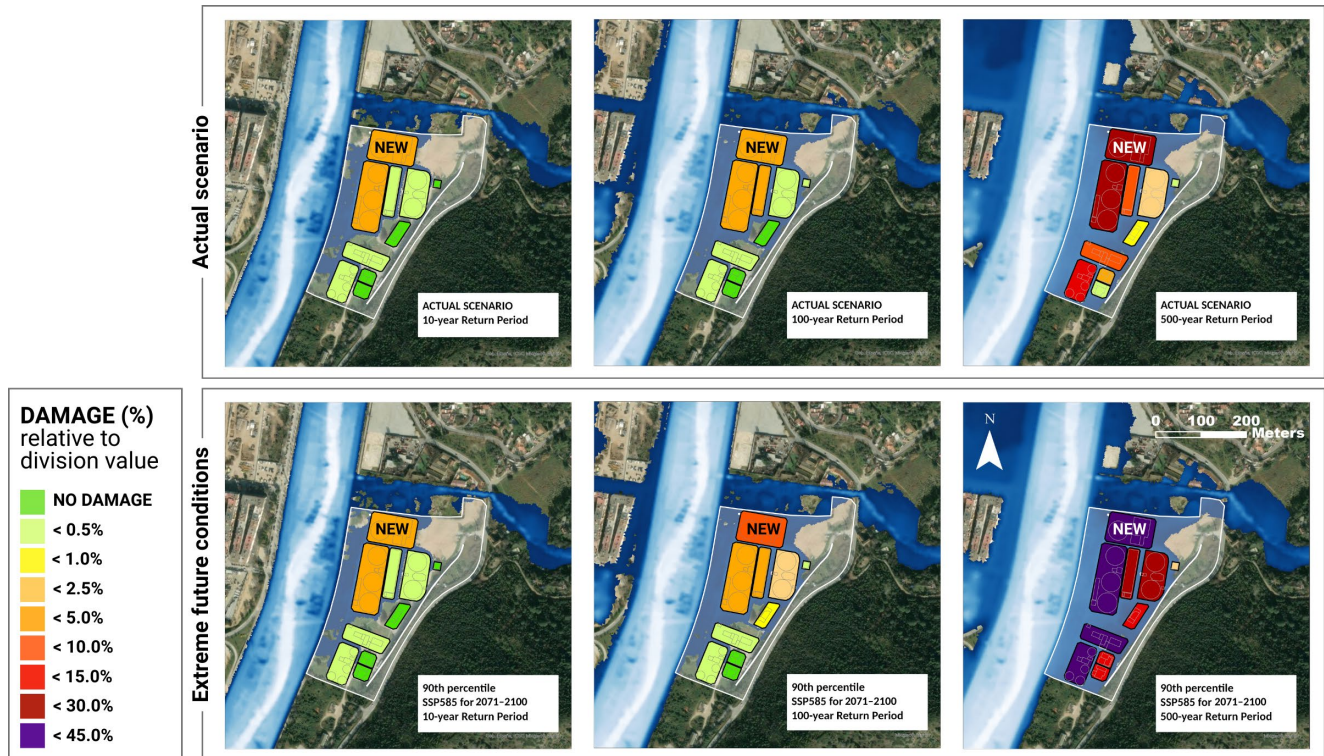 Actual scenario
NEW
ACTUAL SCENARIO
10-year Return Period
NEW
ACTUAL SCENARIO
100-year Return Period
NEW
ACTUAL SCENARIO
500-year Return Period
DAMAGE (%)
relative to
division value
NO DAMAGE
< 0.5%
< 1.0%
< 2.5%
< 5.0%
< 10.0%
< 15.0%
< 30.0%
< 45.0%
Extreme future conditions
NEW
90th percentile
SSP585 for 2071–2100
10-year Return Period
NEW
90th percentile
SSP585 for 2071–2100
100-year Return Period
N
0 100 200
Meters
NEW
90th percentile
SSP585 for 2071–2100
500-year Return Period